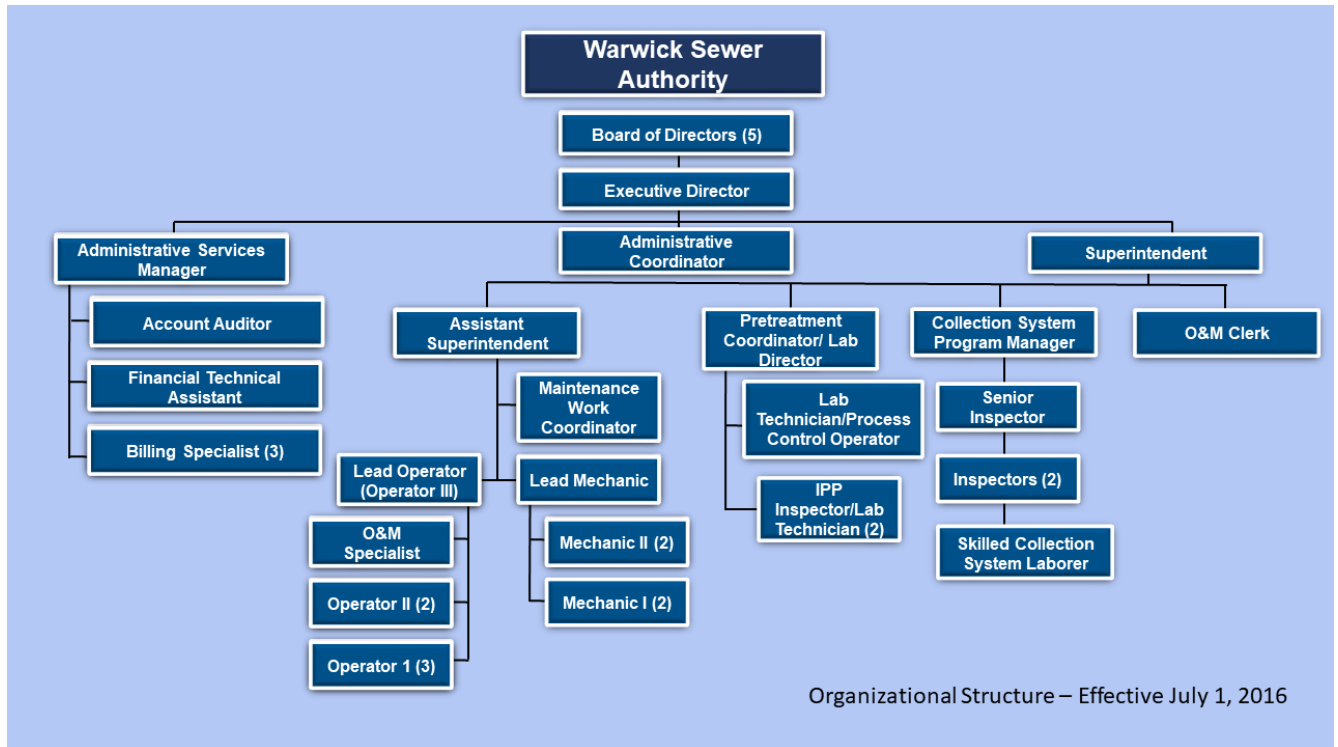 Warwick Sewer
Authority
Board of Directors (5)
Executive Director
Administrative Services
Manager
Administrative
Coordinator
Superintendent
Account Auditor
Financial Technical
Assistant
Billing Specialist (3)
Assistant
Superintendent
Maintenance
Work
Coordinator
Lead Operator
(Operator III)
Lead Mechanic
O&M
Specialist
Operator II (2)
Operator 1 (3)
Mechanic II (2)
Mechanic I (2)
Pretreatment
Coordinator/ Lab
Director
Lab
Technician/Process
Control Operator
IPP
Inspector/Lab
Technician (2)
Collection System
Program Manager
Senior
Inspector
Inspectors (2)
Skilled Collection
System Laborer
O&M Clerk
Organizational Structure – Effective July 1, 2016